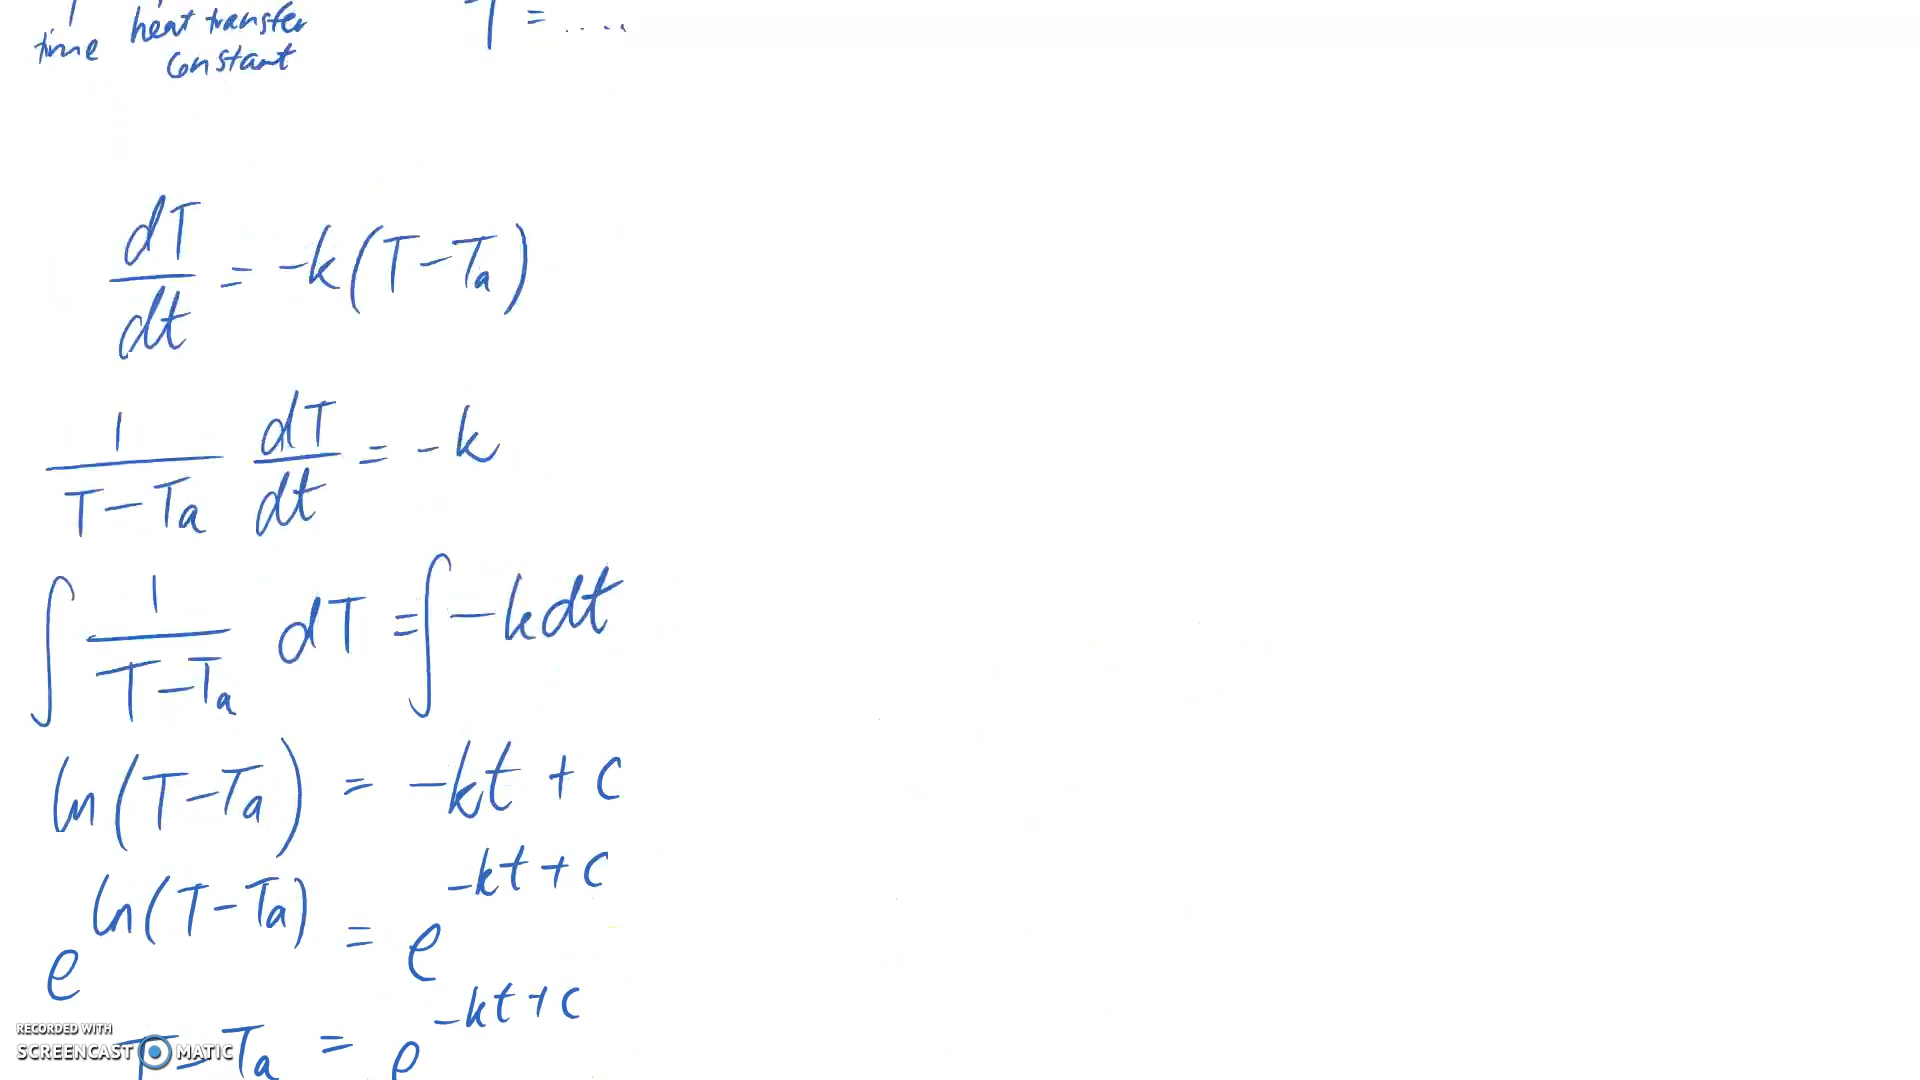 time heat transfer constant
T = .....
dT/dt = -k(T-Ta)
1/(T-Ta) dT/dt = -k
∫ 1/(T-Ta) dT = ∫ -kdt
ln(T-Ta) = -kt + c
e^(ln(T-Ta)) = e^(-kt+c)
T-Ta = e^(-kt+c)
RECORDED WITH
SCREENCAST MATIC